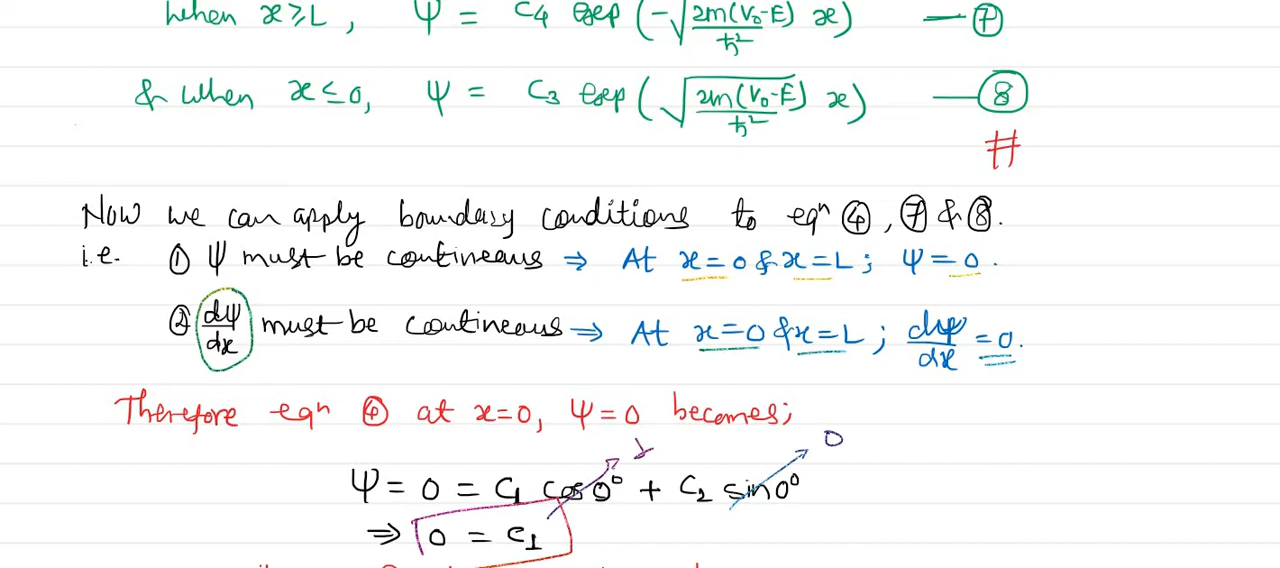 When x ≥ L, Ψ = C4 exp (-√(2m(V0-E)/ħ²) x) — ⑦
& when x ≤ 0, Ψ = C3 exp (√(2m(V0-E)/ħ²) x) — ⑧
#
Now we can apply boundary conditions to eqn ④, ⑦ & ⑧.
i.e. ① Ψ must be contineous ⇒ At x=0 & x=L; Ψ=0.
② dΨ/dx must be contineous ⇒ At x=0 & x=L; dΨ/dx = 0.
Therefore eqn ④ at x=0, Ψ=0 becomes;
1 0
Ψ = 0 = C1 cos0° + C2 sin0°
⇒ 0 = C1